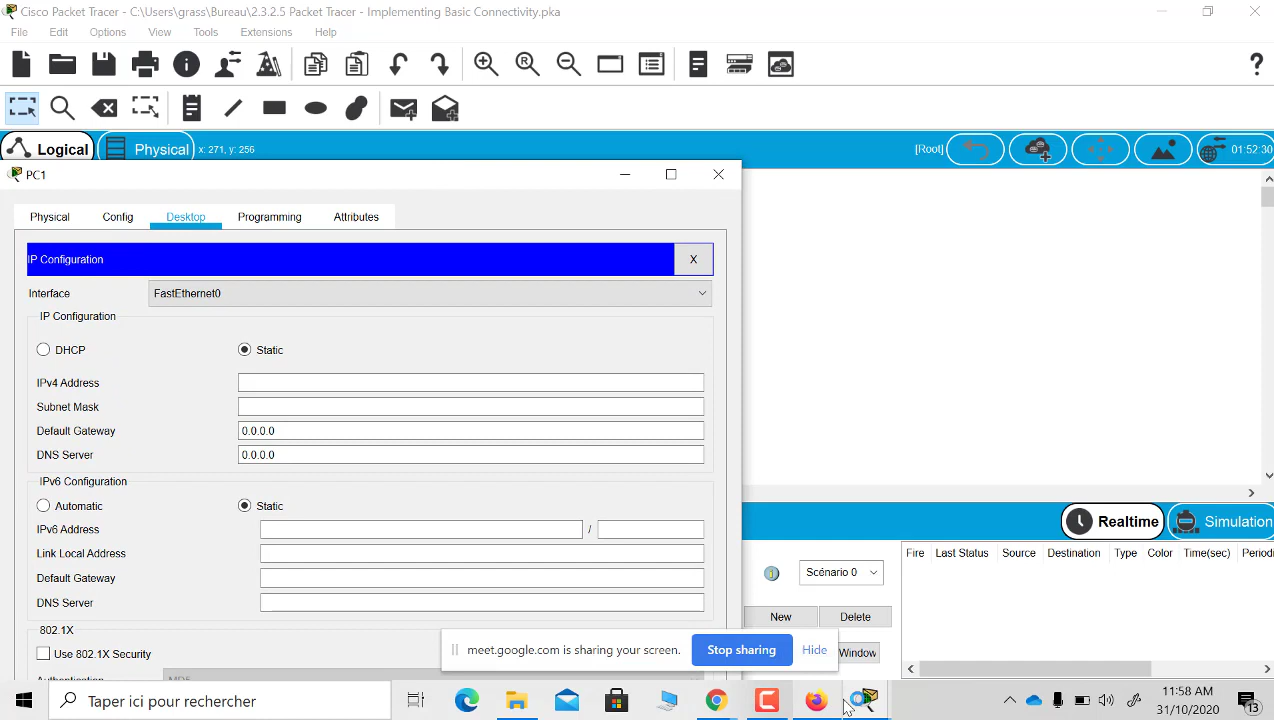 Cisco Packet Tracer - C:\Users\grass\Bureau\2.3.2.5 Packet Tracer - Implementing Basic Connectivity.pka
File Edit Options View Tools Extensions Help
R
?
Logical Physical x: 271, y: 256 [Root] 01:52:30
PC1
Physical Config Desktop Programming Attributes
IP Configuration X
Interface FastEthernet0
IP Configuration
DHCP Static
IPv4 Address
Subnet Mask
Default Gateway 0.0.0.0
DNS Server 0.0.0.0
IPv6 Configuration
Automatic Static
IPv6 Address /
Link Local Address
Default Gateway
DNS Server
802.1X
Use 802.1X Security
Realtime Simulation
Fire Last Status Source Destination Type Color Time(sec) Period
Scénario 0
New Delete
Window
meet.google.com is sharing your screen. Stop sharing Hide
Taper ici pour rechercher
11:58 AM
31/10/2020
13